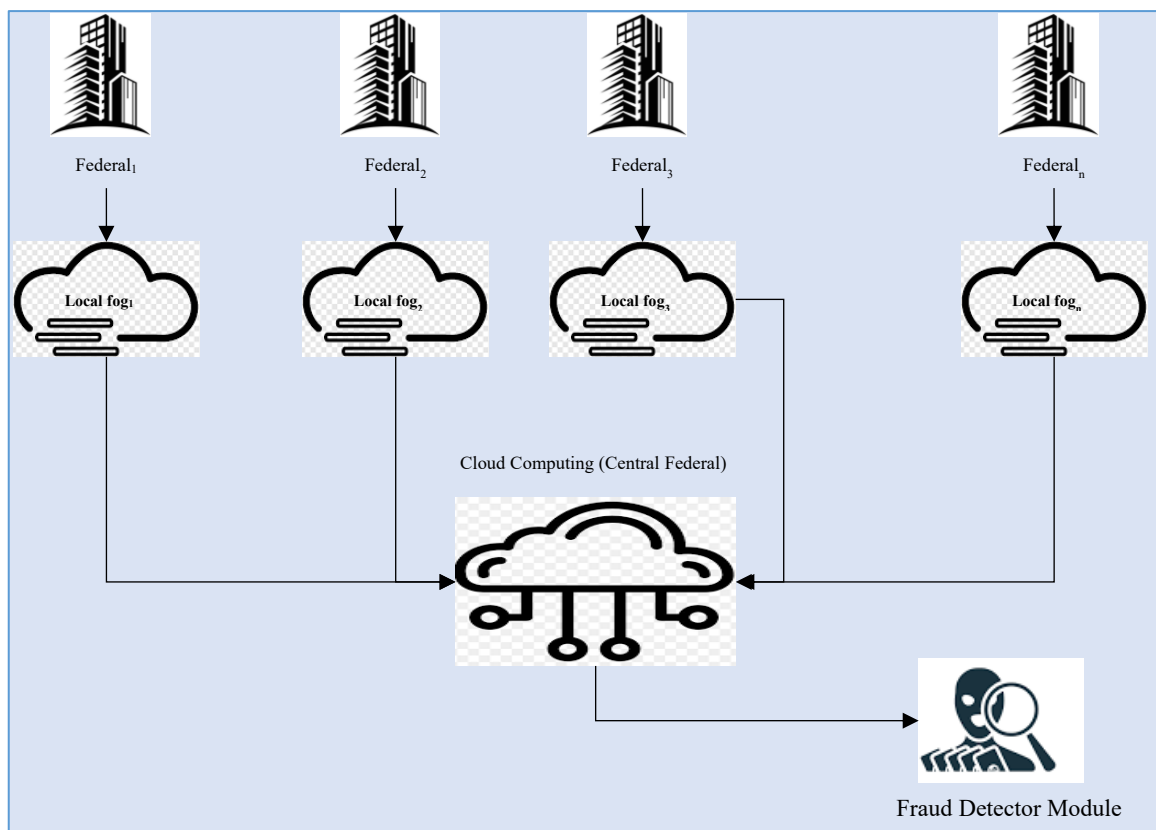 Federal₁
Federal₂
Federal₃
Federalₙ
Local fog₁
Local fog₂
Local fog₃
Local fogₙ
Cloud Computing (Central Federal)
Fraud Detector Module